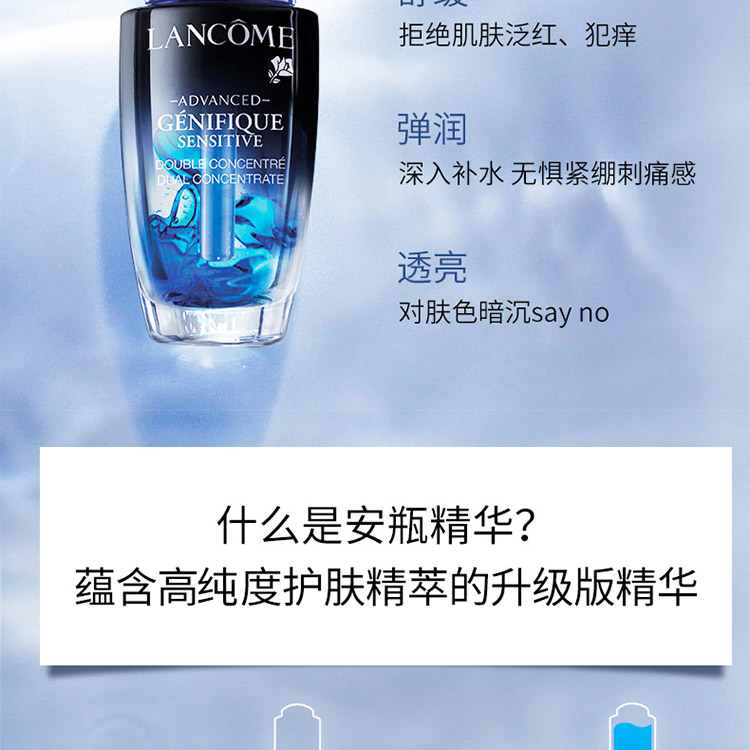 LANCÔME
-ADVANCED-
GÉNIFIQUE
SENSITIVE
DOUBLE CONCENTRÉ
DUAL CONCENTRATE
拒绝肌肤泛红、犯痒
弹润
深入补水 无惧紧绷刺痛感
透亮
对肤色暗沉say no
什么是安瓶精华？
蕴含高纯度护肤精萃的升级版精华